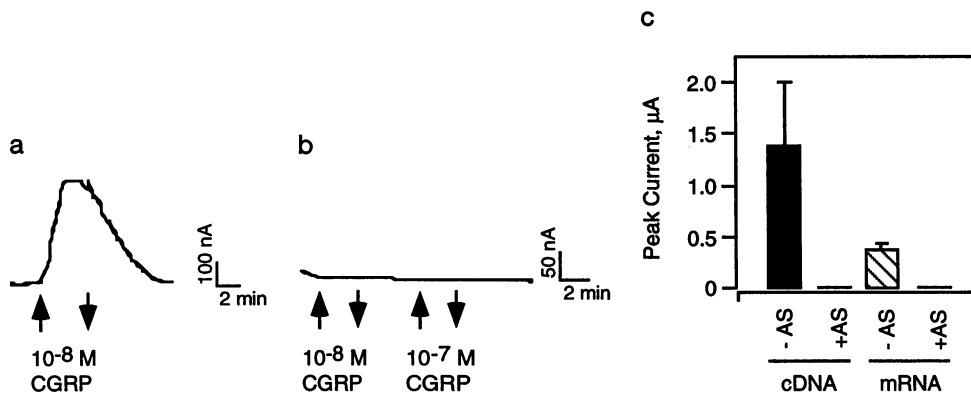 a
100 nA
2 min
10-8 M
CGRP
b
50 nA
2 min
10-8 M
CGRP
10-7 M
CGRP
c
Peak Current, µA
2.0
1.5
1.0
0.5
0
- AS
+AS
- AS
+AS
cDNA
mRNA